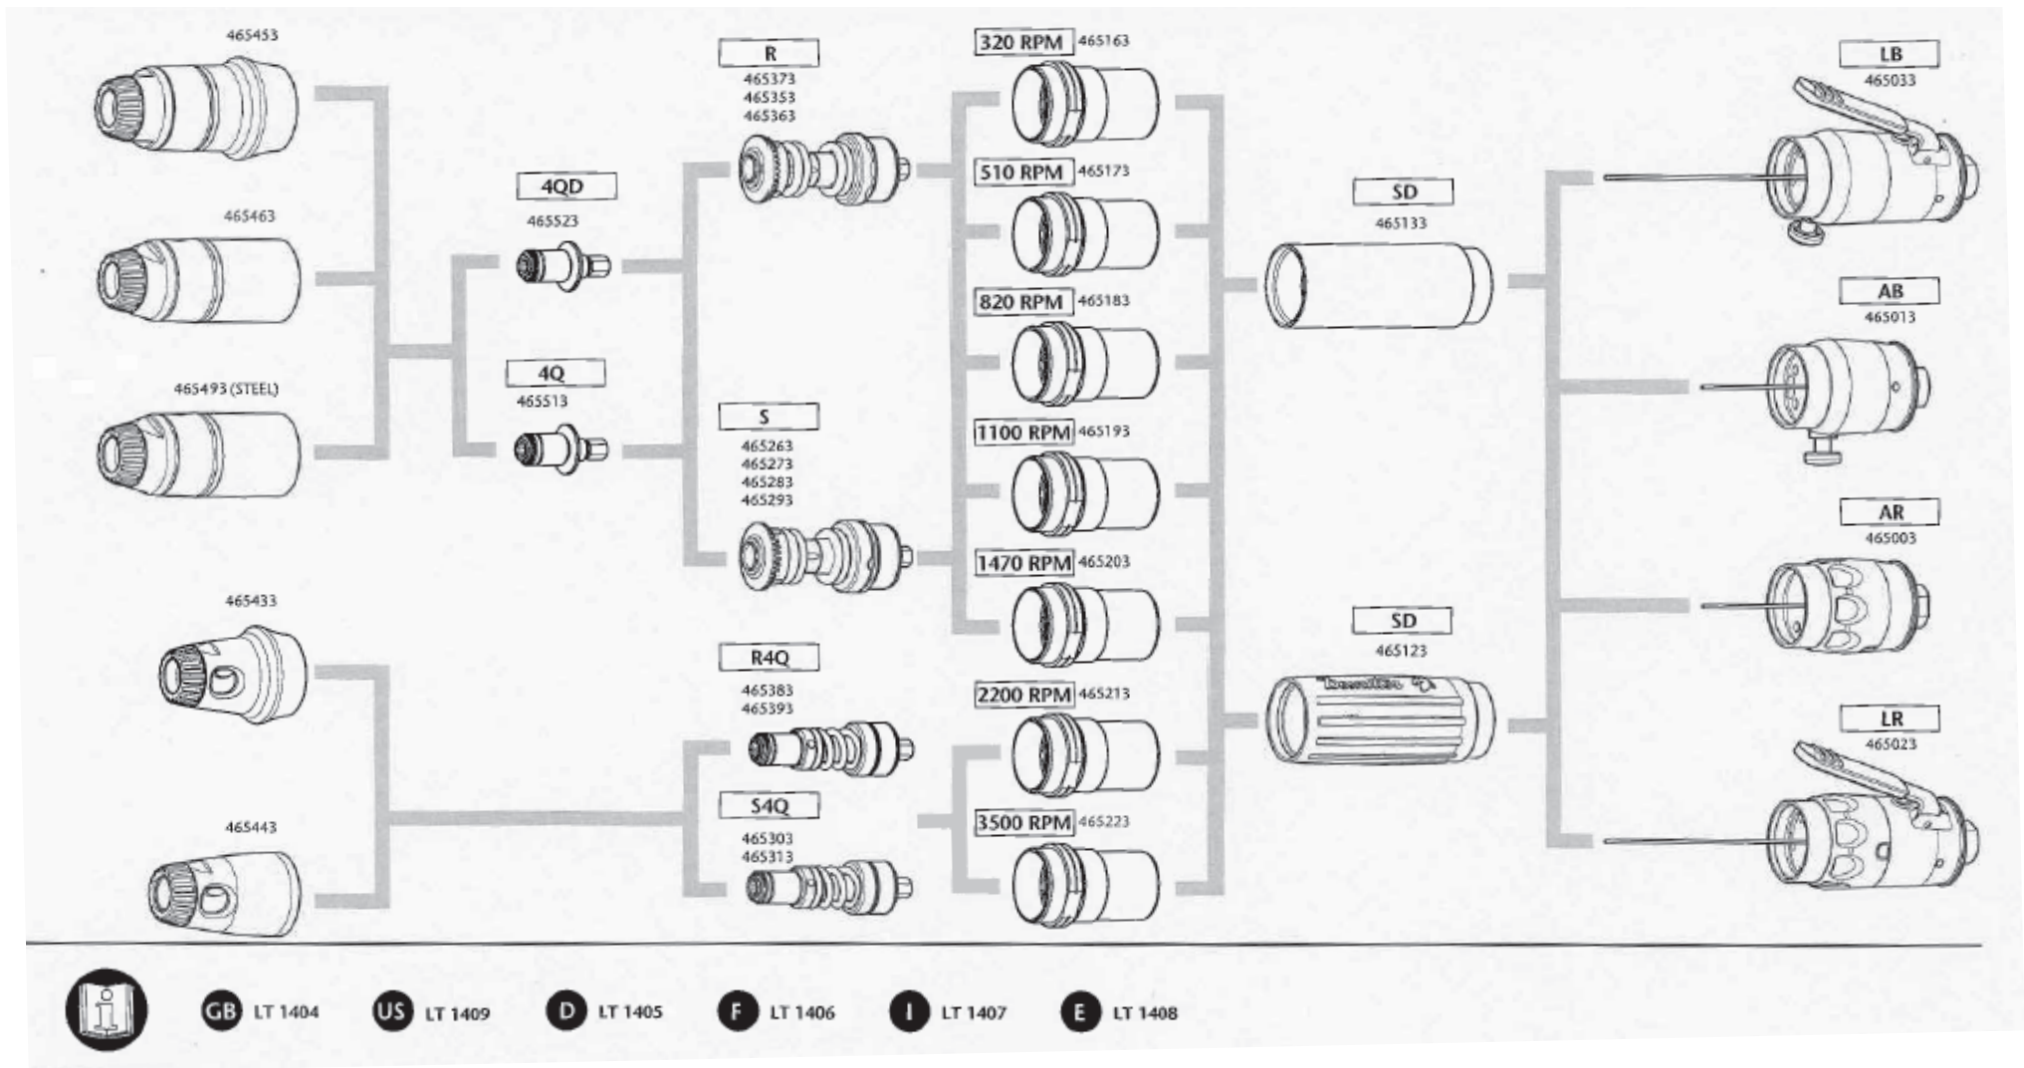 465453
465463
465493 (STEEL)
465433
465443
4QD
465523
4Q
465513
R
465373
465353
465363
S
465263
465273
465283
465293
R4Q
465383
465393
S4Q
465303
465313
320 RPM 465163
510 RPM 465173
820 RPM 465183
1100 RPM 465193
1470 RPM 465203
2200 RPM 465213
3500 RPM 465223
SD
465133
SD
465123
LB
465033
AB
465013
AR
465003
LR
465023
i
GB LT 1404
US LT 1409
D LT 1405
F LT 1406
I LT 1407
E LT 1408